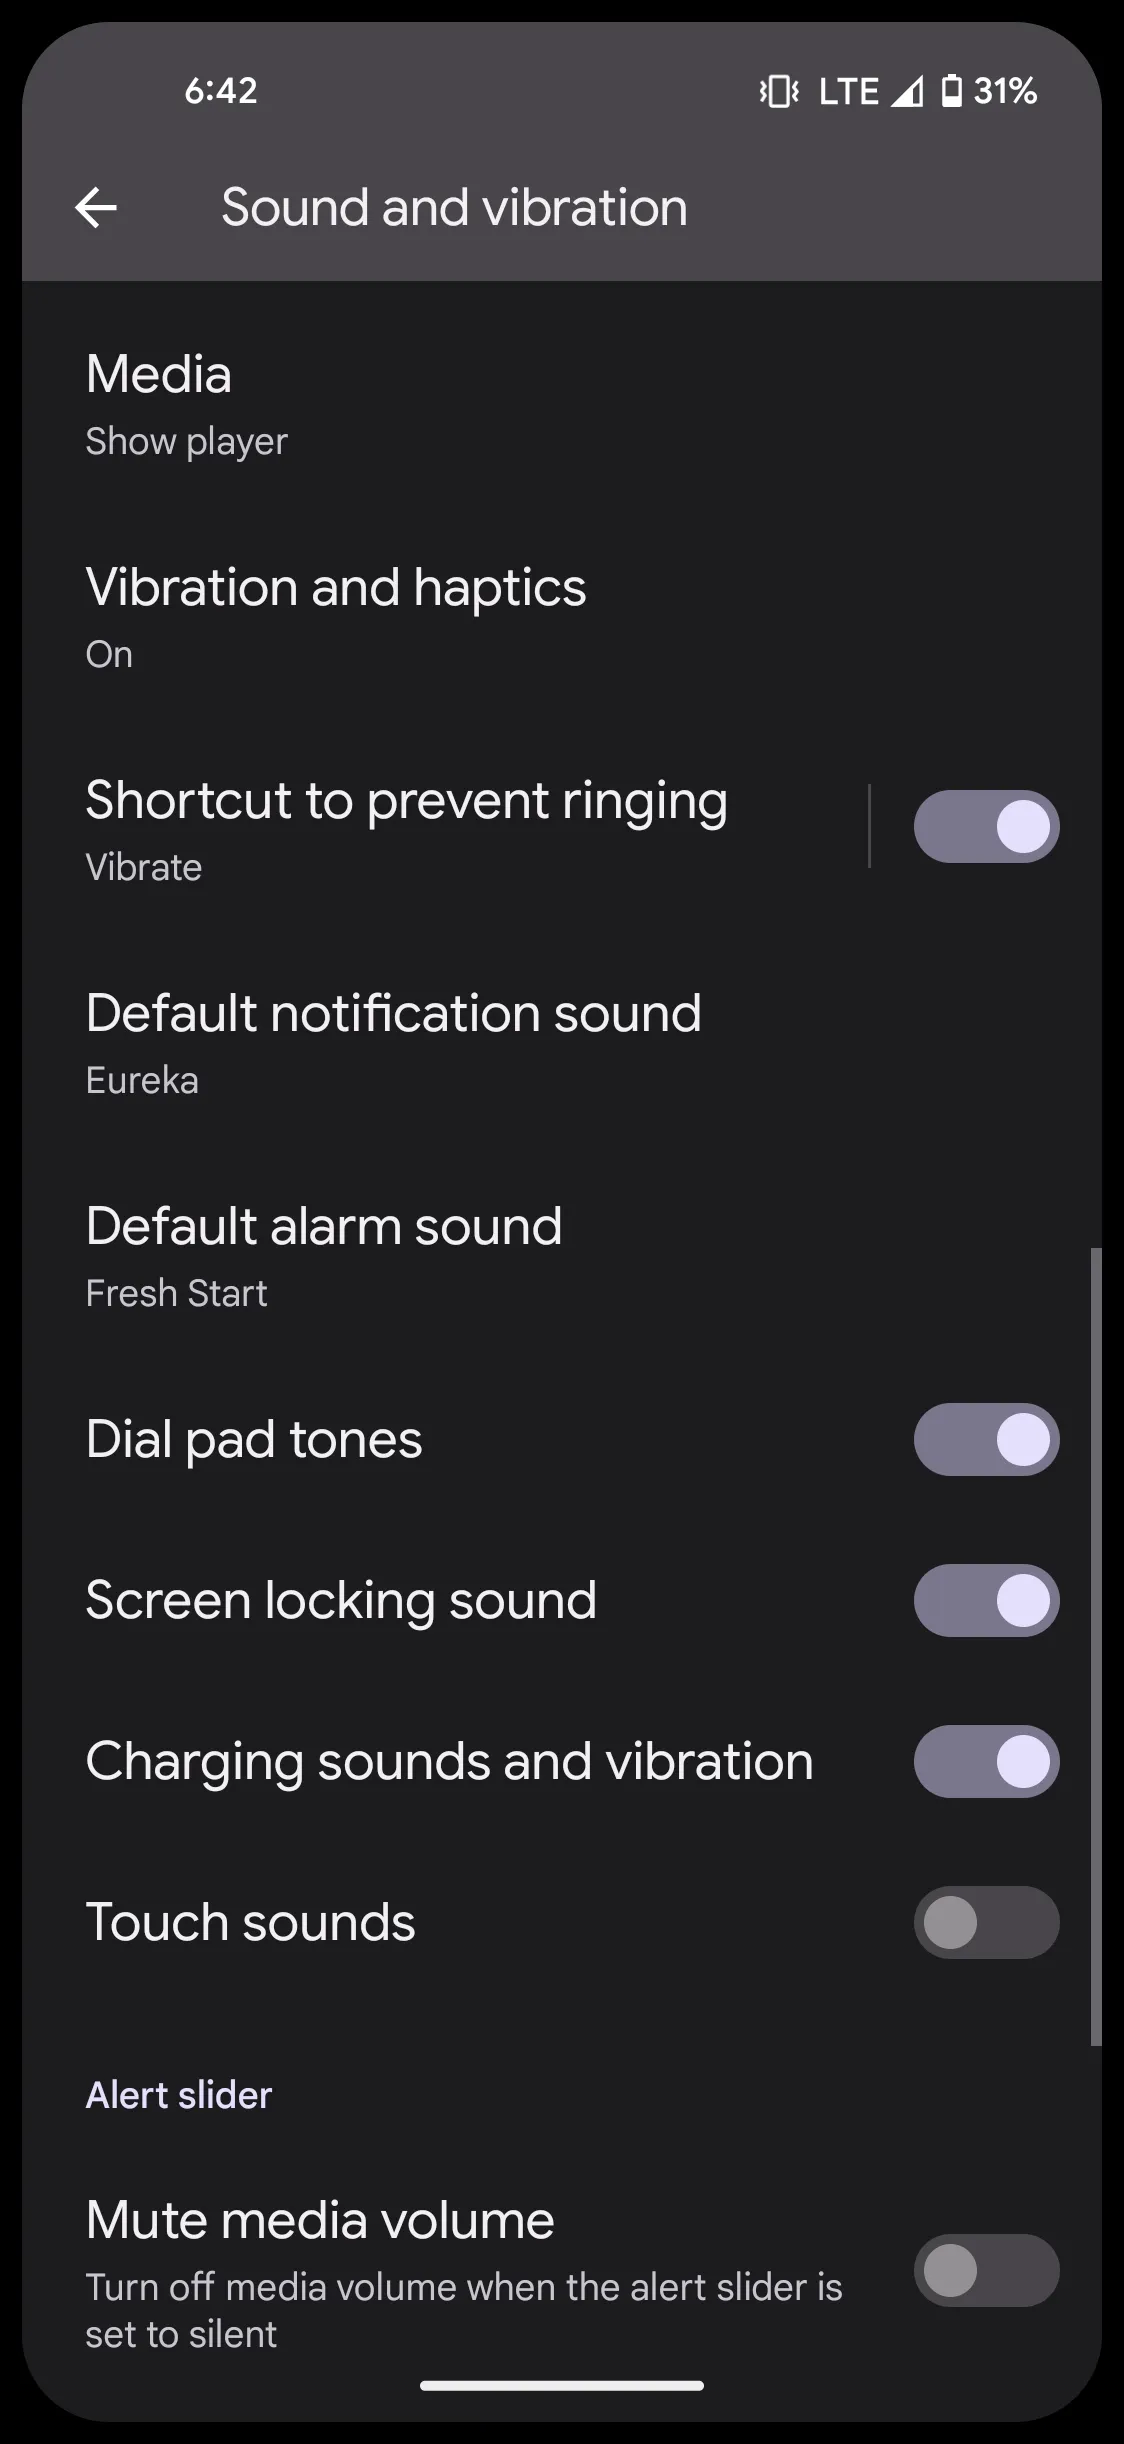 6:42 LTE 31%
Sound and vibration
Media
Show player
Vibration and haptics
On
Shortcut to prevent ringing
Vibrate
Default notification sound
Eureka
Default alarm sound
Fresh Start
Dial pad tones
Screen locking sound
Charging sounds and vibration
Touch sounds
Alert slider
Mute media volume
Turn off media volume when the alert slider is
set to silent